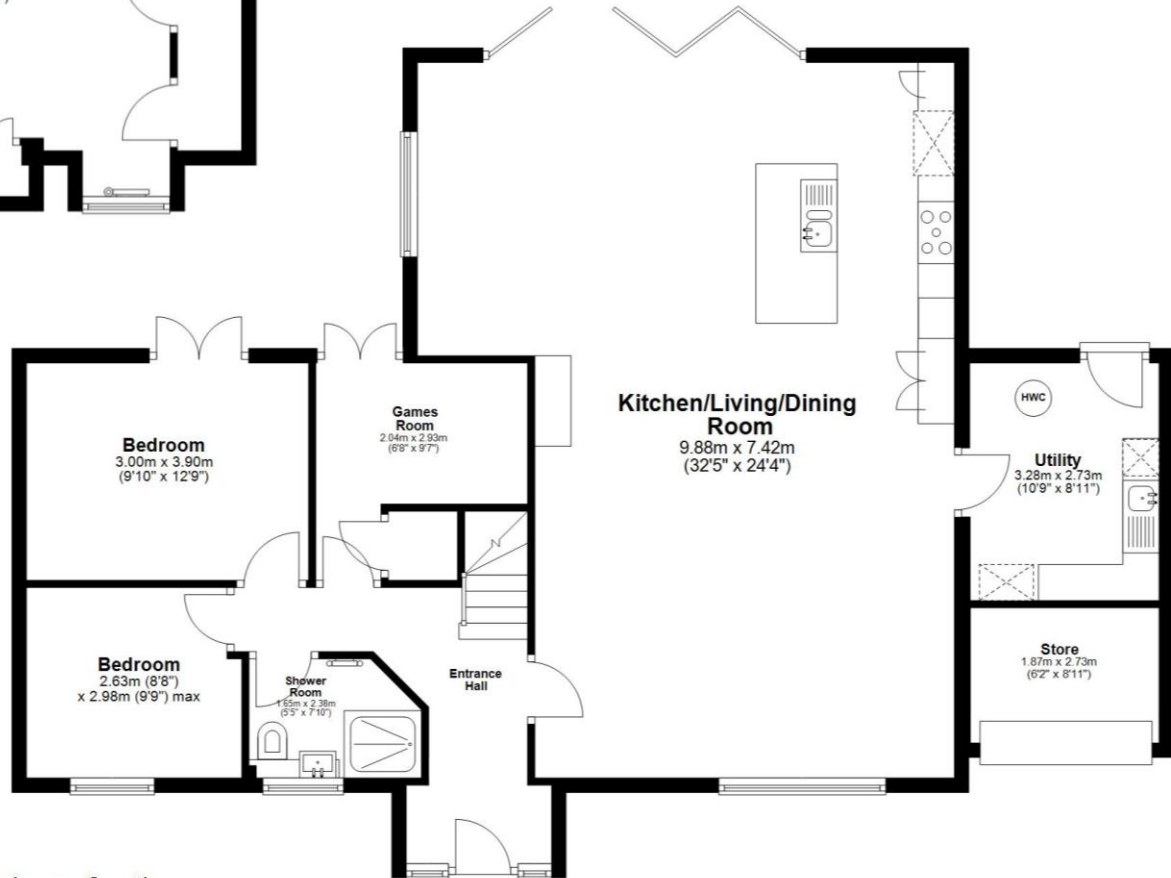 Kitchen/Living/Dining
Room
9.88m x 7.42m
(32'5" x 24'4")
Games
Room
2.04m x 2.93m
(6'8" x 9'7")
Bedroom
3.00m x 3.90m
(9'10" x 12'9")
HWC
Utility
3.28m x 2.73m
(10'9" x 8'11")
Bedroom
2.63m (8'8")
x 2.98m (9'9") max
Shower
Room
1.65m x 2.38m
(5'5" x 7'10")
Entrance
Hall
Store
1.87m x 2.73m
(6'2" x 8'11")